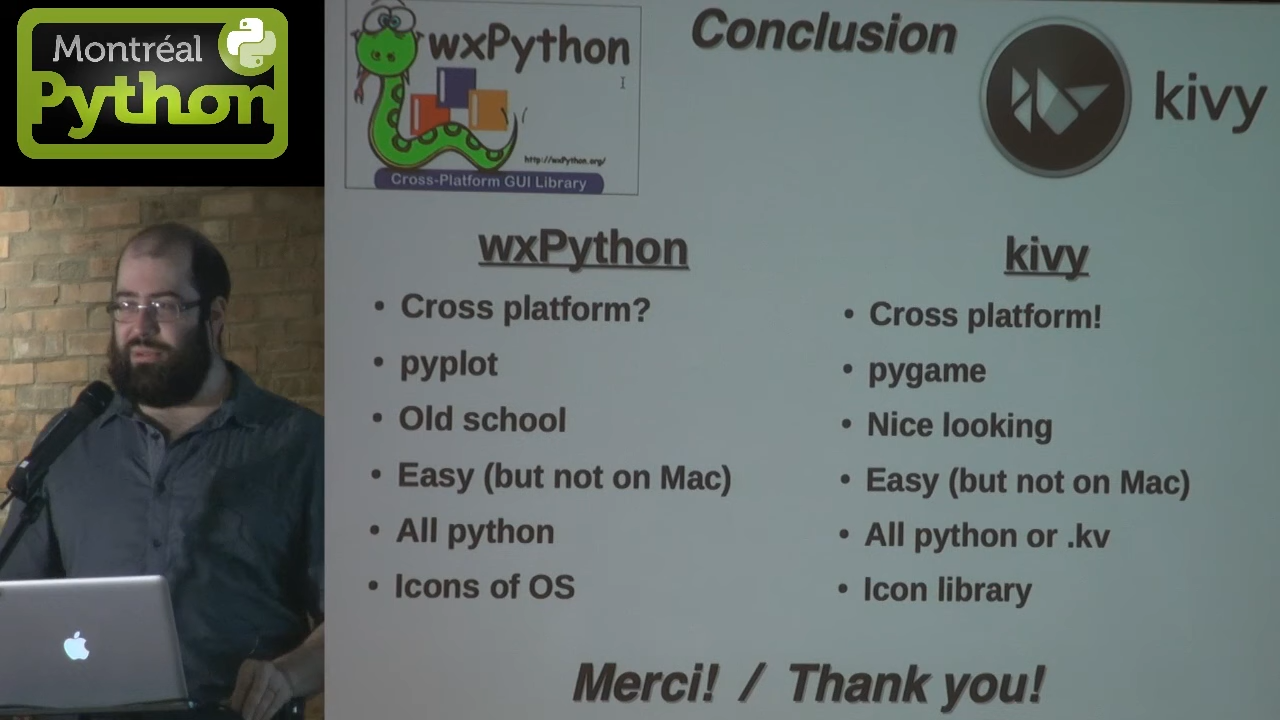 Montréal
Python
wxPython
http://wxPython.org/
Cross-Platform GUI Library
Conclusion
kivy
wxPython
• Cross platform?
• pyplot
• Old school
• Easy (but not on Mac)
• All python
• Icons of OS
kivy
• Cross platform!
• pygame
• Nice looking
• Easy (but not on Mac)
• All python or .kv
• Icon library
Merci! / Thank you!